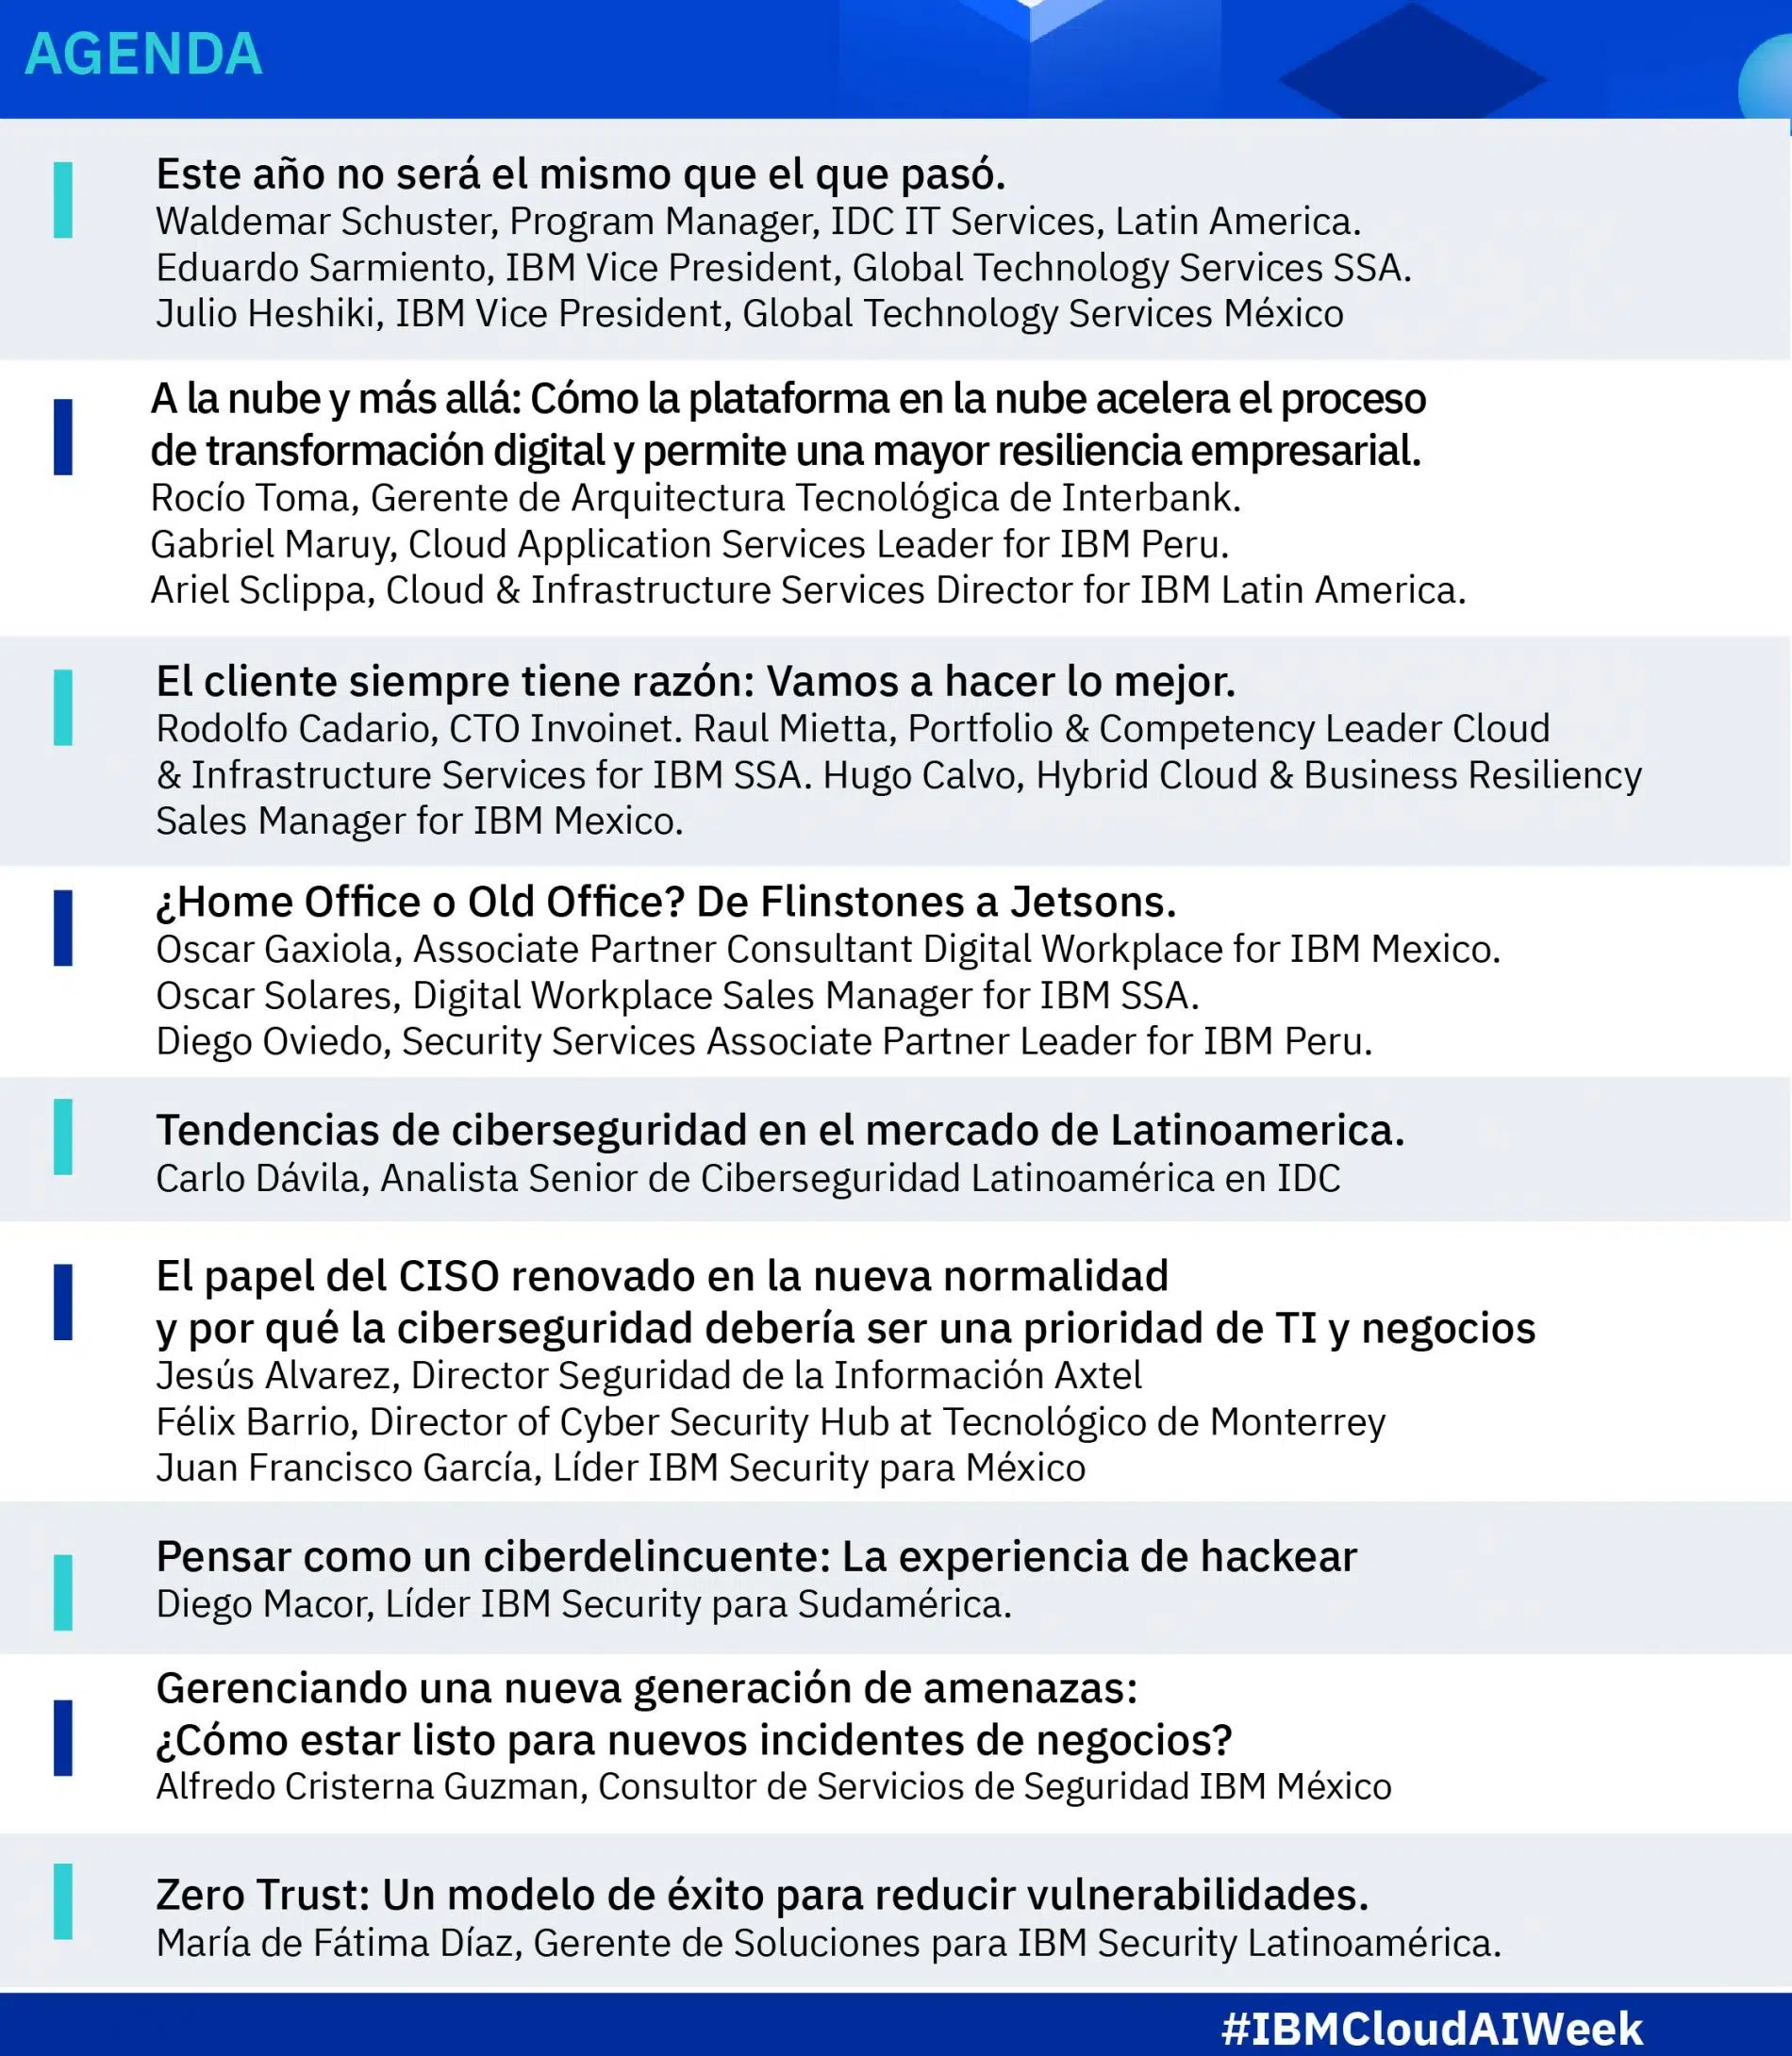 AGENDA
Este año no será el mismo que el que pasó.
Waldemar Schuster, Program Manager, IDC IT Services, Latin America.
Eduardo Sarmiento, IBM Vice President, Global Technology Services SSA.
Julio Heshiki, IBM Vice President, Global Technology Services México
A la nube y más allá: Cómo la plataforma en la nube acelera el proceso
de transformación digital y permite una mayor resiliencia empresarial.
Rocío Toma, Gerente de Arquitectura Tecnológica de Interbank.
Gabriel Maruy, Cloud Application Services Leader for IBM Peru.
Ariel Sclippa, Cloud & Infrastructure Services Director for IBM Latin America.
El cliente siempre tiene razón: Vamos a hacer lo mejor.
Rodolfo Cadario, CTO Invoinet. Raul Mietta, Portfolio & Competency Leader Cloud
& Infrastructure Services for IBM SSA. Hugo Calvo, Hybrid Cloud & Business Resiliency
Sales Manager for IBM Mexico.
¿Home Office o Old Office? De Flinstones a Jetsons.
Oscar Gaxiola, Associate Partner Consultant Digital Workplace for IBM Mexico.
Oscar Solares, Digital Workplace Sales Manager for IBM SSA.
Diego Oviedo, Security Services Associate Partner Leader for IBM Peru.
Tendencias de ciberseguridad en el mercado de Latinoamerica.
Carlo Dávila, Analista Senior de Ciberseguridad Latinoamérica en IDC
El papel del CISO renovado en la nueva normalidad
y por qué la ciberseguridad debería ser una prioridad de TI y negocios
Jesús Alvarez, Director Seguridad de la Información Axtel
Félix Barrio, Director of Cyber Security Hub at Tecnológico de Monterrey
Juan Francisco García, Líder IBM Security para México
Pensar como un ciberdelincuente: La experiencia de hackear
Diego Macor, Líder IBM Security para Sudamérica.
Gerenciando una nueva generación de amenazas:
¿Cómo estar listo para nuevos incidentes de negocios?
Alfredo Cristerna Guzman, Consultor de Servicios de Seguridad IBM México
Zero Trust: Un modelo de éxito para reducir vulnerabilidades.
María de Fátima Díaz, Gerente de Soluciones para IBM Security Latinoamérica.
#IBMCloudAIWeek